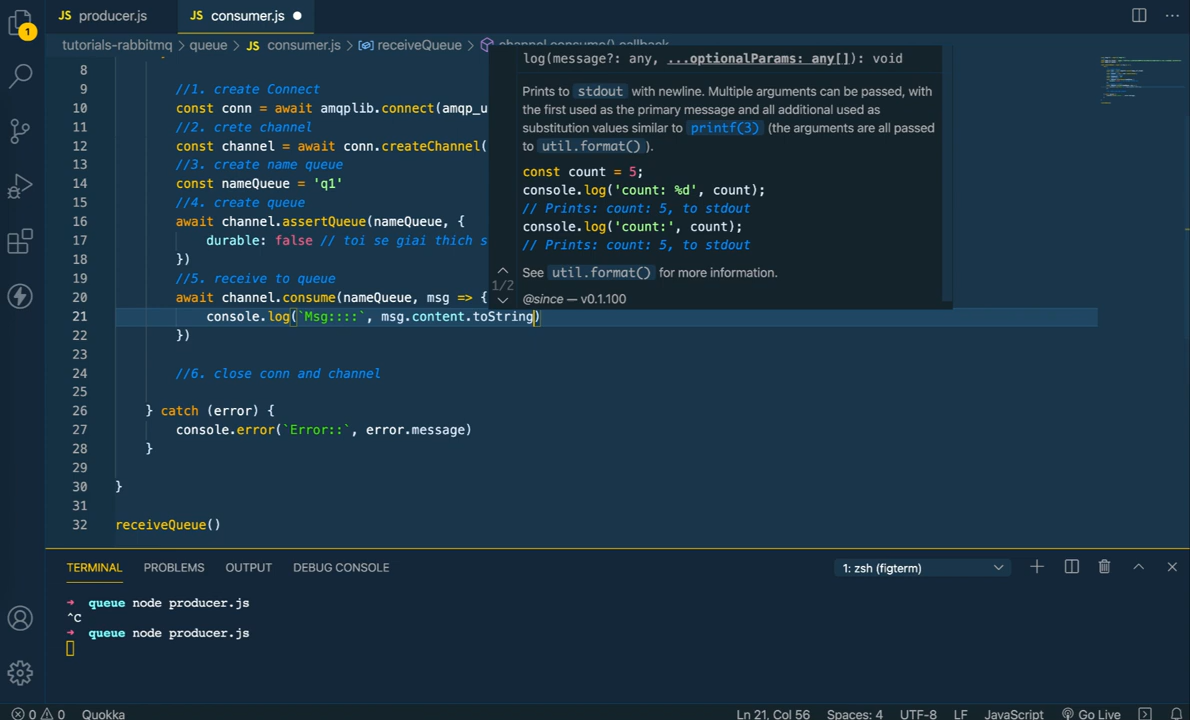 JS producer.js JS consumer.js
1
tutorials-rabbitmq > queue > JS consumer.js > receiveQueue >
8
9 //1. create Connect
10 const conn = await amqplib.connect(amqp_u
11 //2. crete channel
12 const channel = await conn.createChannel(
13 //3. create name queue
14 const nameQueue = 'q1'
15 //4. create queue
16 await channel.assertQueue(nameQueue, {
17 durable: false // toi se giai thich s
18 })
19 //5. receive to queue
20 await channel.consume(nameQueue, msg => {
21 console.log(`Msg::::`, msg.content.toString)
22 })
23
24 //6. close conn and channel
25
26 } catch (error) {
27 console.error(`Error::`, error.message)
28 }
29
30 }
31
32 receiveQueue()
log(message?: any, ...optionalParams: any[]): void
Prints to stdout with newline. Multiple arguments can be passed, with
the first used as the primary message and all additional used as
substitution values similar to printf(3) (the arguments are all passed
to util.format() ).
const count = 5;
console.log('count: %d', count);
// Prints: count: 5, to stdout
console.log('count:', count);
// Prints: count: 5, to stdout
See util.format() for more information.
1/2
@since — v0.1.100
TERMINAL PROBLEMS OUTPUT DEBUG CONSOLE 1: zsh (figterm)
→ queue node producer.js
^C
→ queue node producer.js
0 0 Quokka Ln 21, Col 56 Spaces: 4 UTF-8 LF JavaScript Go Live